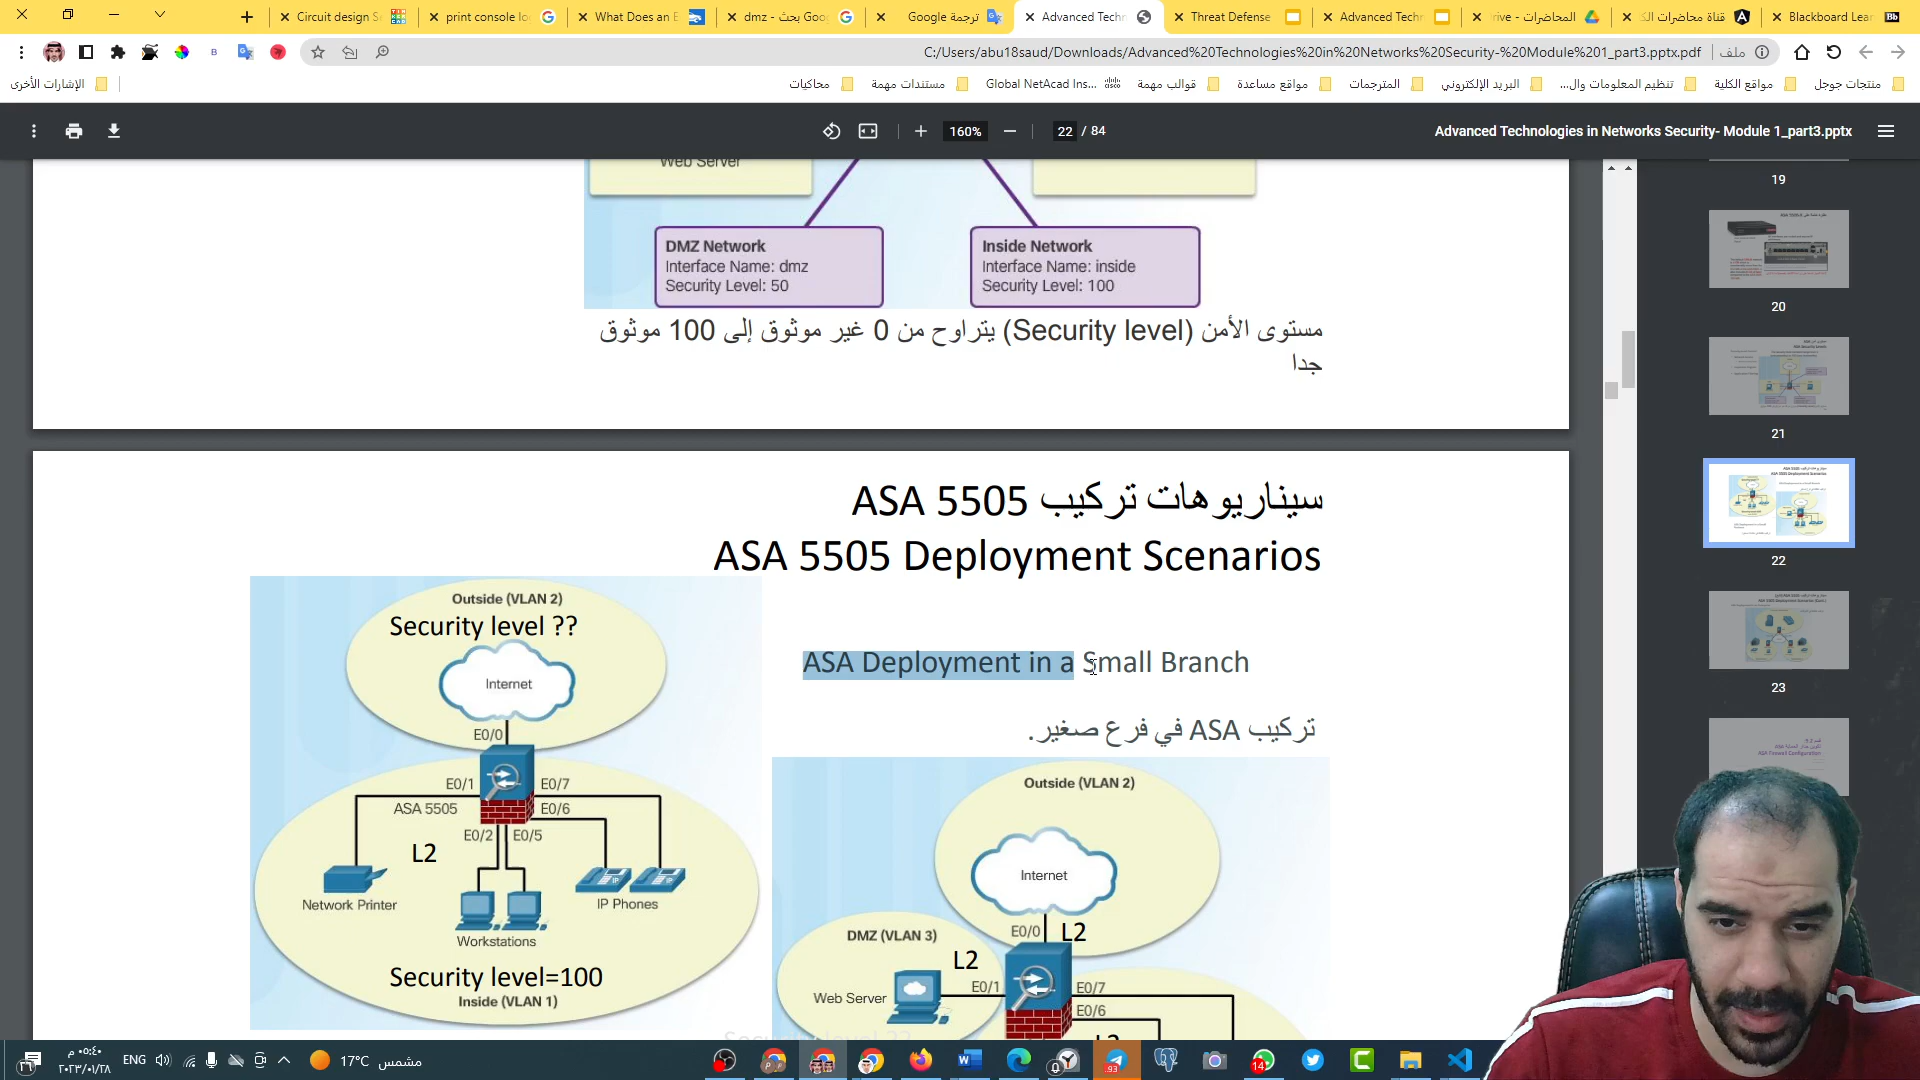 Circuit design S
print console lo
What Does an E
dmz - بحث Goo
ترجمة Google
Advanced Techn
Threat Defense
Advanced Techn
المحاضرات - rive
قناة محاضرات الك
Blackboard Lear
C:/Users/abu18saud/Downloads/Advanced%20Technologies%20in%20Networks%20Security-%20Module%201_part3.pptx.pdf
ملف
منتجات جوجل
مواقع الكلية
تنظيم المعلومات وال...
البريد الإلكتروني
المترجمات
مواقع مساعدة
قوالب مهمة
Global NetAcad Ins...
مستندات مهمة
محاكيات
الإشارات الأخرى
160%
22 / 84
Advanced Technologies in Networks Security- Module 1_part3.pptx
Web Server
DMZ Network
Interface Name: dmz
Security Level: 50
Inside Network
Interface Name: inside
Security Level: 100
مستوى الأمن (Security level) يتراوح من 0 غير موثوق إلى 100 موثوق
جدا
سيناريوهات تركيب ASA 5505
ASA 5505 Deployment Scenarios
Outside (VLAN 2)
Security level ??
Internet
E0/0
E0/1
E0/7
ASA 5505
E0/6
E0/2
E0/5
L2
Network Printer
IP Phones
Workstations
Security level=100
Inside (VLAN 1)
ASA Deployment in a Small Branch
تركيب ASA في فرع صغير.
Outside (VLAN 2)
Internet
DMZ (VLAN 3)
E0/0
L2
L2
E0/1
E0/7
Web Server
E0/6
19
20
21
22
23
٠٥:٤٠ م
٢٠٢٣/٠١/٢٨
ENG
17°C
مشمس
14
93